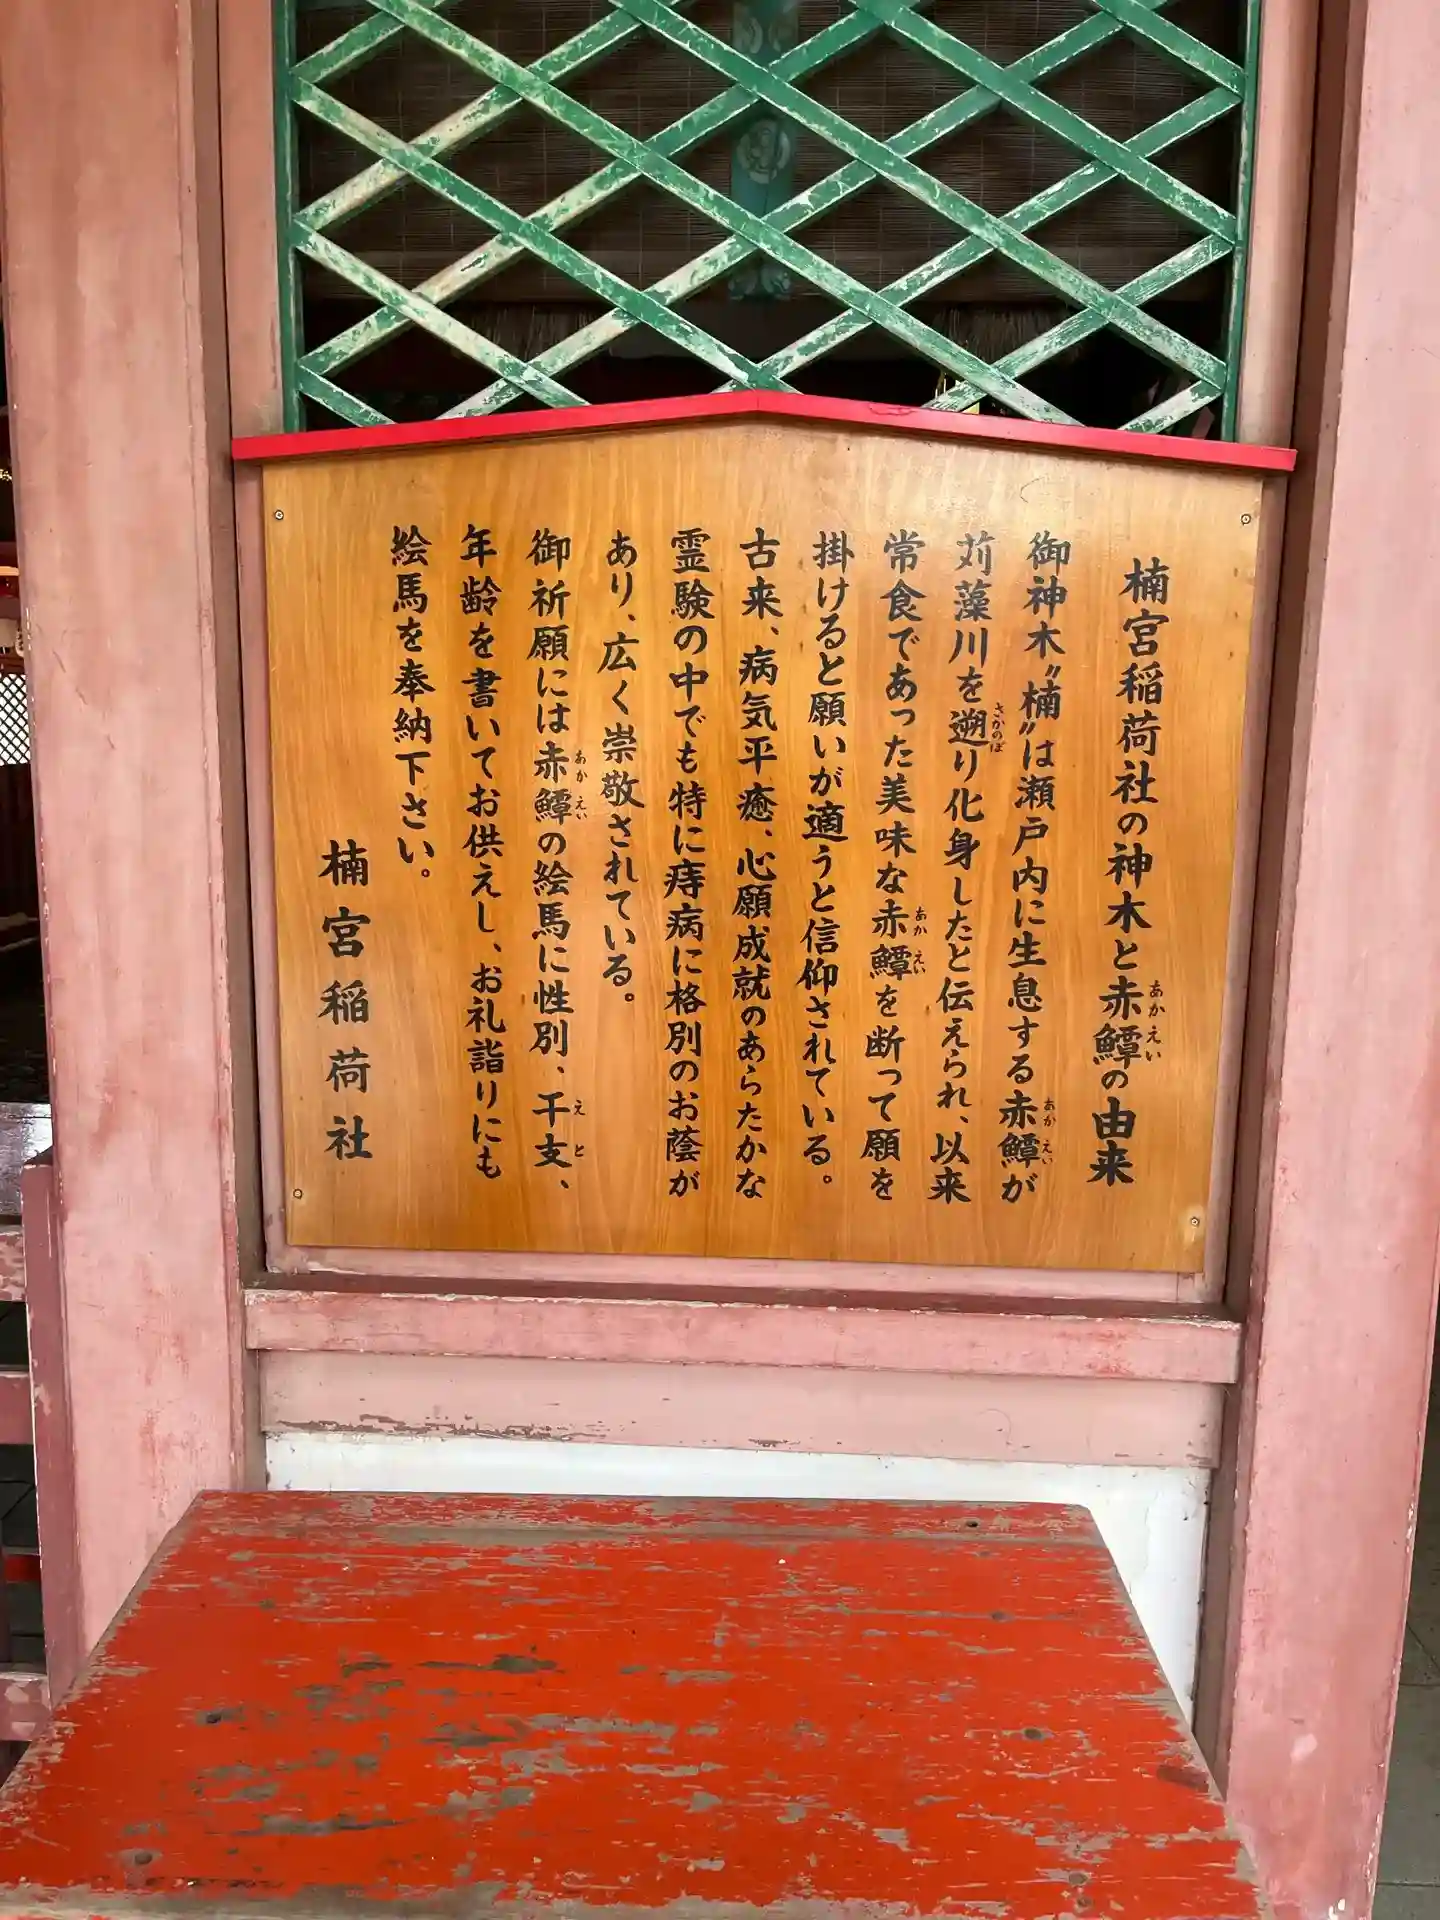 楠宮稲荷社の神木と赤鱏の由来
御神木〝楠〟は瀬戸内に生息する赤鱏が
苅藻川を遡り化身したと伝えられ、以来
常食であった美味な赤鱏を断って願を
掛けると願いが適うと信仰されている。
古来、病気平癒、心願成就のあらたかな
霊験の中でも特に痔病に格別のお蔭が
あり、広く崇敬されている。
御祈願には赤鱏の絵馬に性別、干支、
年齢を書いてお供えし、お礼詣りにも
絵馬を奉納下さい。
楠宮稲荷社